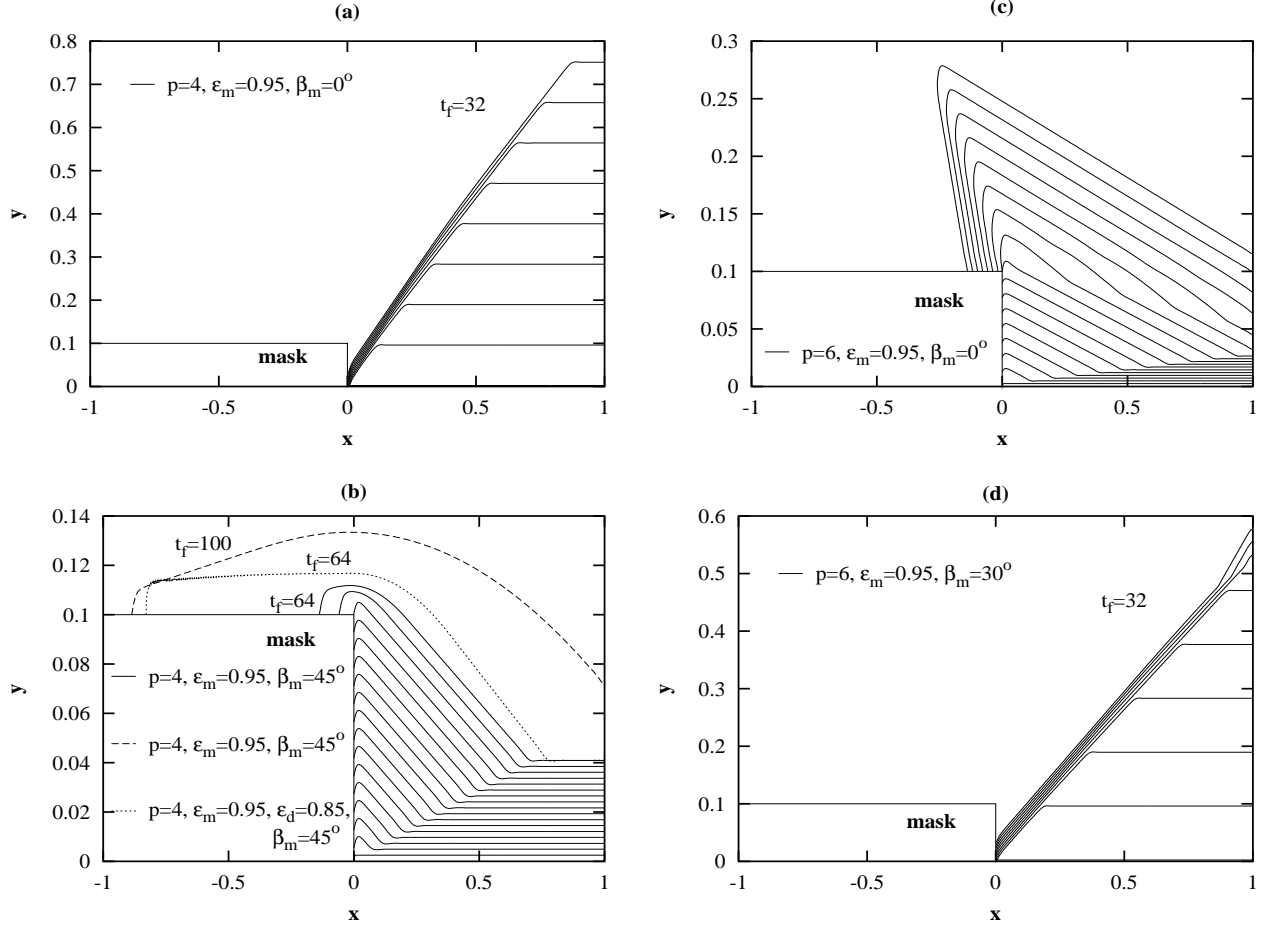 (a)
0.8
0.7
0.6
0.5
0.4
0.3
0.2
0.1
0
-1
-0.5
0
0.5
1
y
x
p=4, ε_m=0.95, β_m=0°
t_f=32
mask
(c)
0.3
0.25
0.2
0.15
0.1
0.05
0
-1
-0.5
0
0.5
1
y
x
mask
p=6, ε_m=0.95, β_m=0°
(b)
0.14
0.12
0.1
0.08
0.06
0.04
0.02
0
-1
-0.5
0
0.5
1
y
x
t_f=100
t_f=64
t_f=64
mask
p=4, ε_m=0.95, β_m=45°
p=4, ε_m=0.95, β_m=45°
p=4, ε_m=0.95, ε_d=0.85,
β_m=45°
(d)
0.6
0.5
0.4
0.3
0.2
0.1
0
-1
-0.5
0
0.5
1
y
x
p=6, ε_m=0.95, β_m=30°
t_f=32
mask